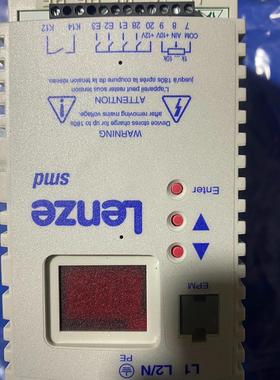 L1 L2/N
PE
EPM
Enter
Lenze
smd
WARNING
Device stores charge for up to 180s
after removing mains voltage.
ATTENTION
L'appareil peut rester sous tension
jusqu'à 180s après la coupure de la tension réseau
1k ... 10k
COM AIN +10V +12V
7 8 9 20 28 E1 E2 E3 K14 K12